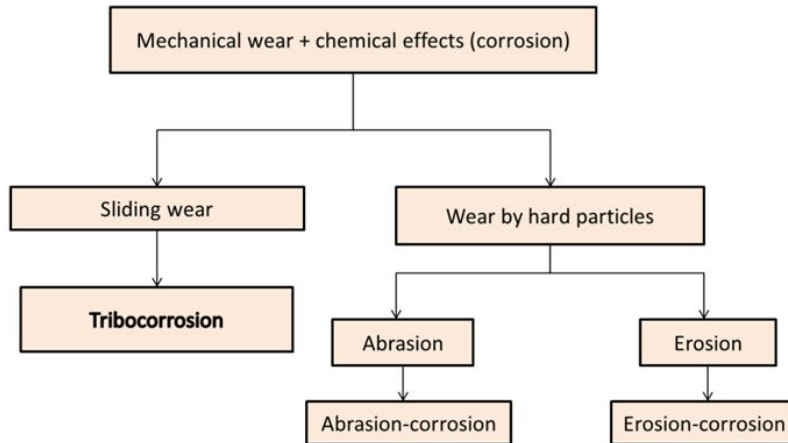 Mechanical wear + chemical effects (corrosion)
Sliding wear
Wear by hard particles
Tribocorrosion
Abrasion
Erosion
Abrasion-corrosion
Erosion-corrosion